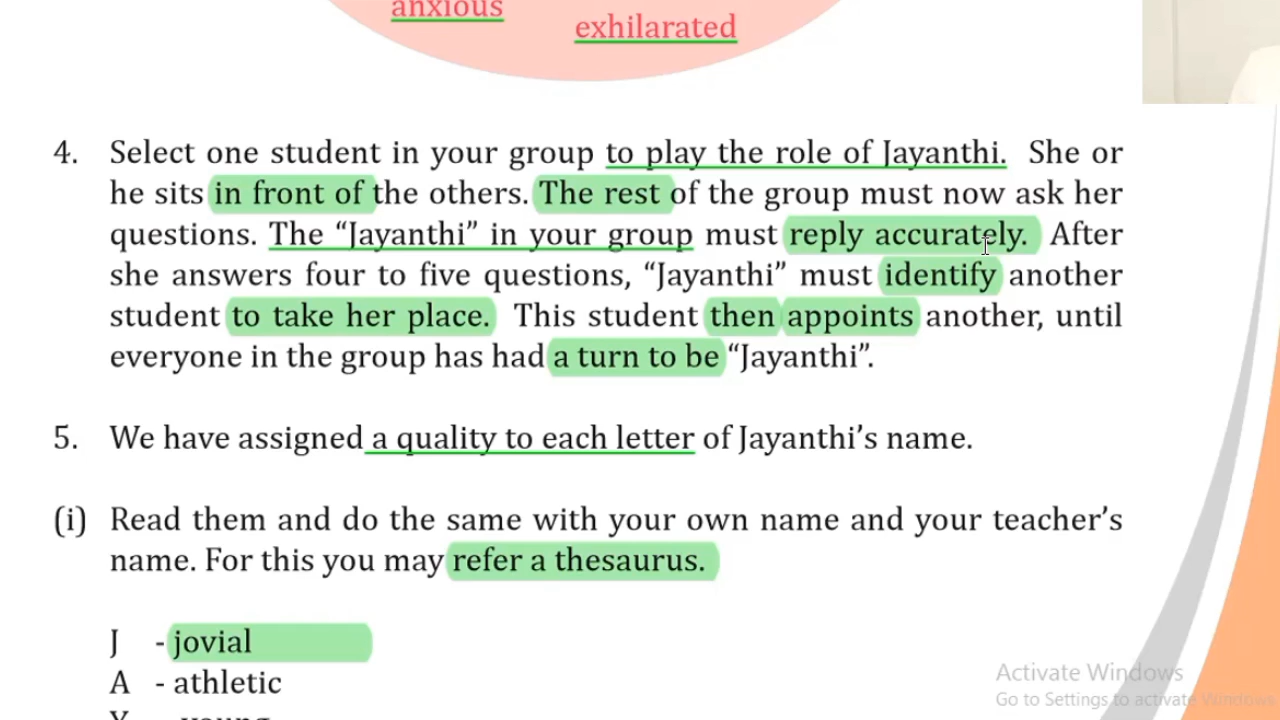 anxious
exhilarated
4. Select one student in your group to play the role of Jayanthi. She or
he sits in front of the others. The rest of the group must now ask her
questions. The “Jayanthi” in your group must reply accurately. After
she answers four to five questions, “Jayanthi” must identify another
student to take her place. This student then appoints another, until
everyone in the group has had a turn to be “Jayanthi”.
5. We have assigned a quality to each letter of Jayanthi’s name.
(i) Read them and do the same with your own name and your teacher’s
name. For this you may refer a thesaurus.
J - jovial
A - athletic
Y - young
Activate Windows
Go to Settings to activate Windows.